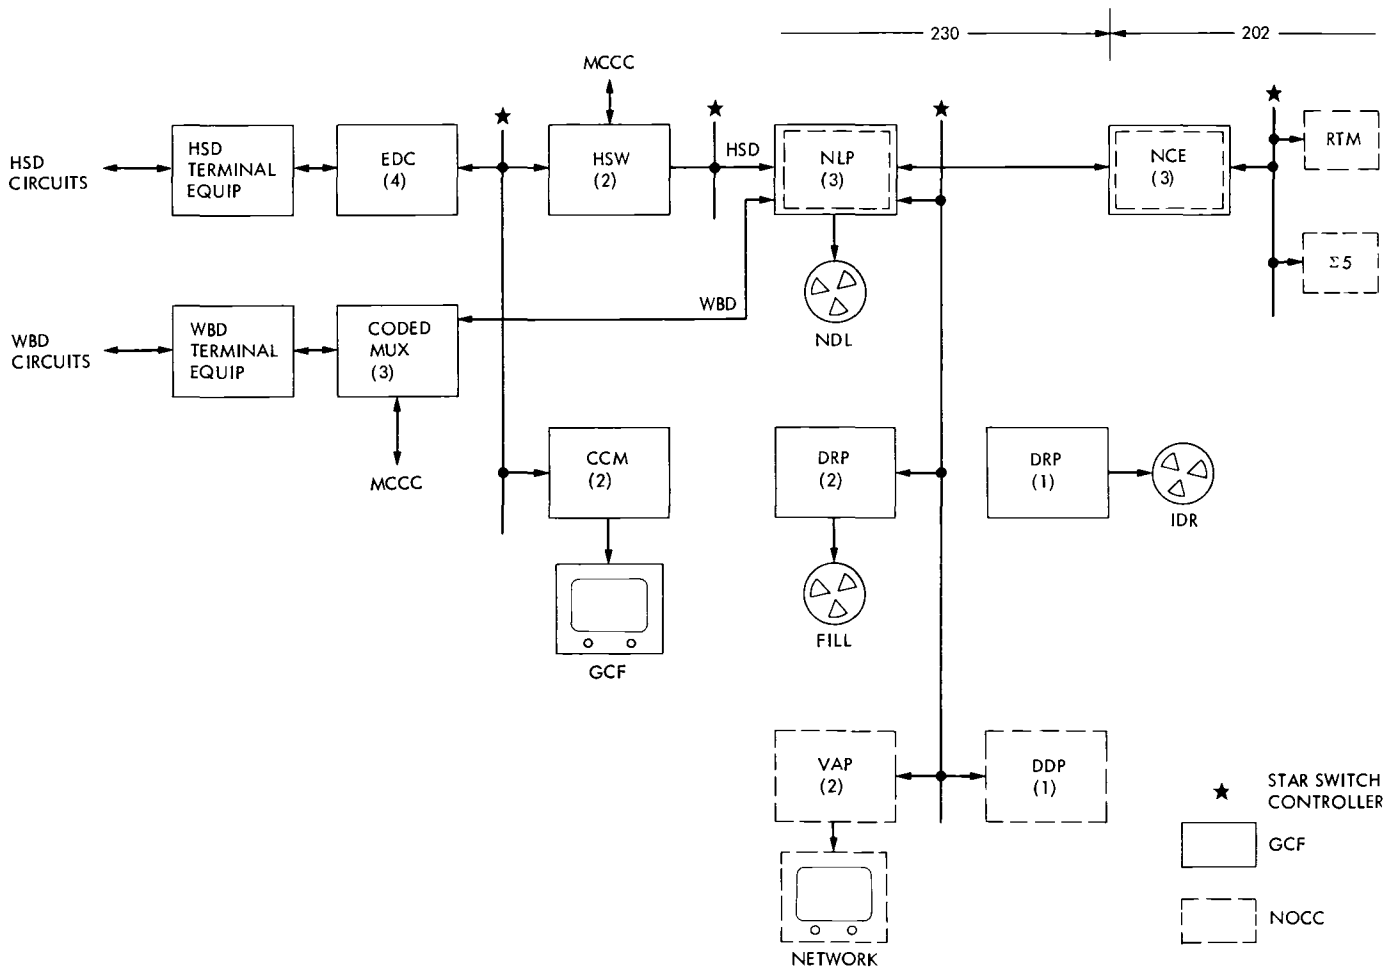 230
202
MCCC
HSD
CIRCUITS
HSD
TERMINAL
EQUIP
EDC
(4)
HSW
(2)
HSD
NLP
(3)
NCE
(3)
RTM
Σ5
NDL
WBD
WBD
CIRCUITS
WBD
TERMINAL
EQUIP
CODED
MUX
(3)
MCCC
CCM
(2)
DRP
(2)
DRP
(1)
IDR
GCF
FILL
VAP
(2)
DDP
(1)
NETWORK
STAR SWITCH
CONTROLLER
GCF
NOCC